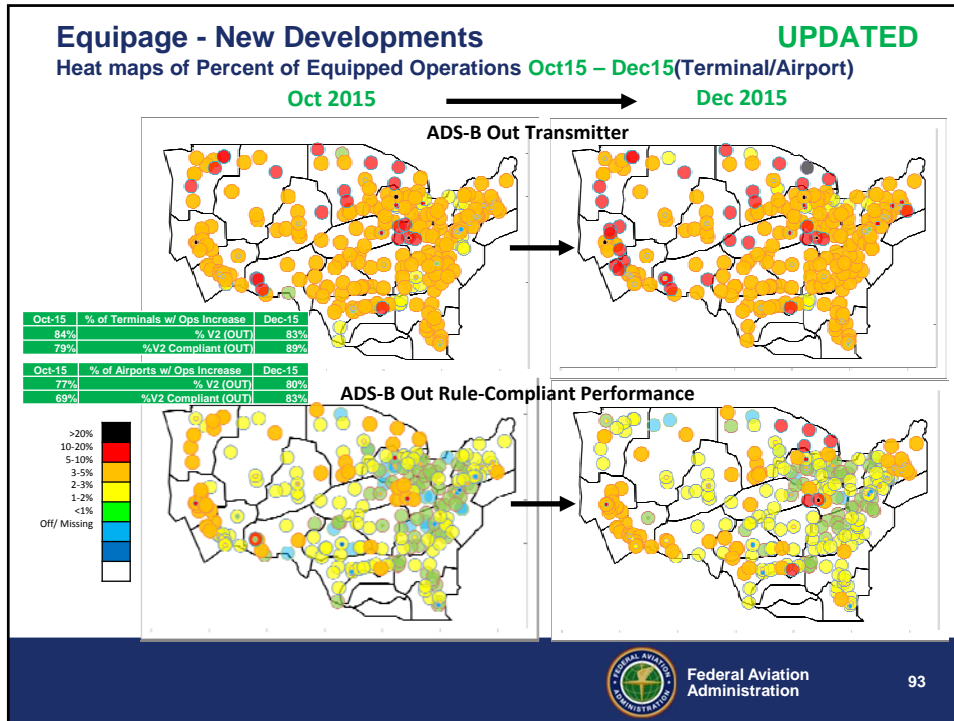 Equipage - New Developments UPDATED
Heat maps of Percent of Equipped Operations Oct15 – Dec15(Terminal/Airport)
Oct 2015 Dec 2015
ADS-B Out Transmitter
Oct-15 % of Terminals w/ Ops Increase Dec-15
84% % V2 (OUT) 83%
79% %V2 Compliant (OUT) 89%
Oct-15 % of Airports w/ Ops Increase Dec-15
77% % V2 (OUT) 80%
69% %V2 Compliant (OUT) 83%
ADS-B Out Rule-Compliant Performance
>20%
10-20%
5-10%
3-5%
2-3%
1-2%
<1%
Off/ Missing
FEDERAL AVIATION
ADMINISTRATION
Federal Aviation
Administration
93